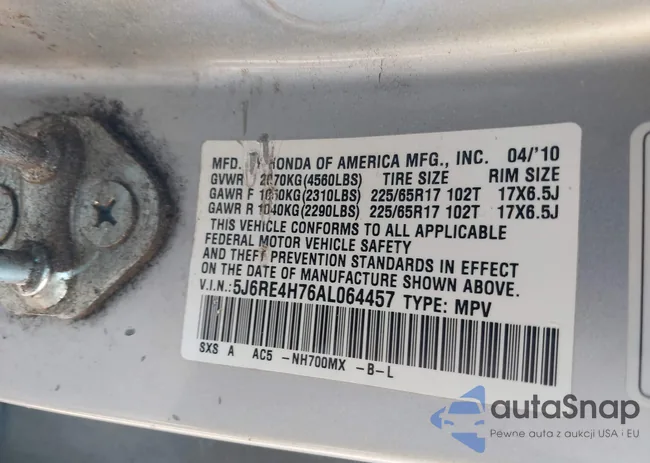 MFD. BY HONDA OF AMERICA MFG., INC. 04/'10
GVWR 2070KG(4560LBS) TIRE SIZE RIM SIZE
GAWR F 1050KG(2310LBS) 225/65R17 102T 17X6.5J
GAWR R 1040KG(2290LBS) 225/65R17 102T 17X6.5J
THIS VEHICLE CONFORMS TO ALL APPLICABLE
FEDERAL MOTOR VEHICLE SAFETY
AND THEFT PREVENTION STANDARDS IN EFFECT
ON THE DATE OF MANUFACTURE SHOWN ABOVE.
V.I.N.:5J6RE4H76AL064457 TYPE: MPV
SXS A AC5 -NH700MX -B-L
autaSnap
Pewne auta z aukcji USA i EU